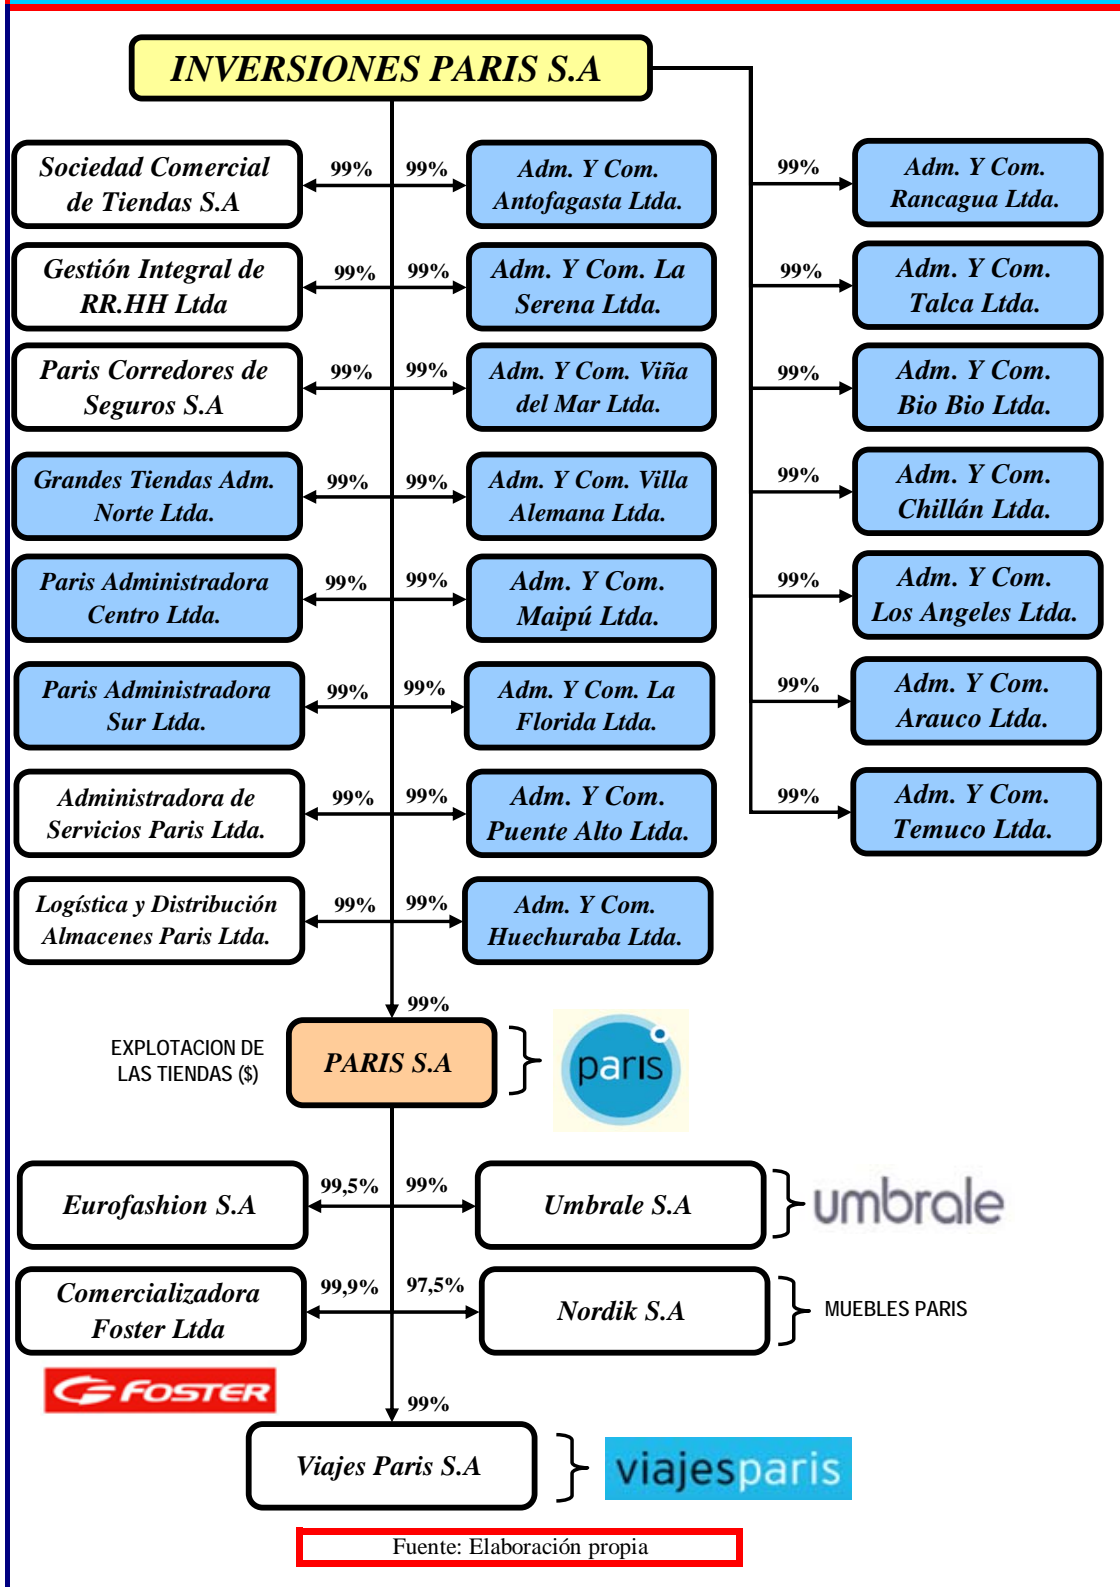 INVERSIONES PARIS S.A
Sociedad Comercial
de Tiendas S.A
99%
99%
Adm. Y Com.
Antofagasta Ltda.
99%
Adm. Y Com.
Rancagua Ltda.
Gestión Integral de
RR.HH Ltda
99%
99%
Adm. Y Com. La
Serena Ltda.
99%
Adm. Y Com.
Talca Ltda.
Paris Corredores de
Seguros S.A
99%
99%
Adm. Y Com. Viña
del Mar Ltda.
99%
Adm. Y Com.
Bio Bio Ltda.
Grandes Tiendas Adm.
Norte Ltda.
99%
99%
Adm. Y Com. Villa
Alemana Ltda.
99%
Adm. Y Com.
Chillán Ltda.
Paris Administradora
Centro Ltda.
99%
99%
Adm. Y Com.
Maipú Ltda.
99%
Adm. Y Com.
Los Angeles Ltda.
Paris Administradora
Sur Ltda.
99%
99%
Adm. Y Com. La
Florida Ltda.
99%
Adm. Y Com.
Arauco Ltda.
Administradora de
Servicios Paris Ltda.
99%
99%
Adm. Y Com.
Puente Alto Ltda.
99%
Adm. Y Com.
Temuco Ltda.
Logística y Distribución
Almacenes Paris Ltda.
99%
99%
Adm. Y Com.
Huechuraba Ltda.
99%
EXPLOTACION DE
LAS TIENDAS ($)
PARIS S.A
paris
Eurofashion S.A
99,5%
99%
Umbrale S.A
umbrale
Comercializadora
Foster Ltda
99,9%
97,5%
Nordik S.A
MUEBLES PARIS
FOSTER
99%
Viajes Paris S.A
viajesparis
Fuente: Elaboración propia